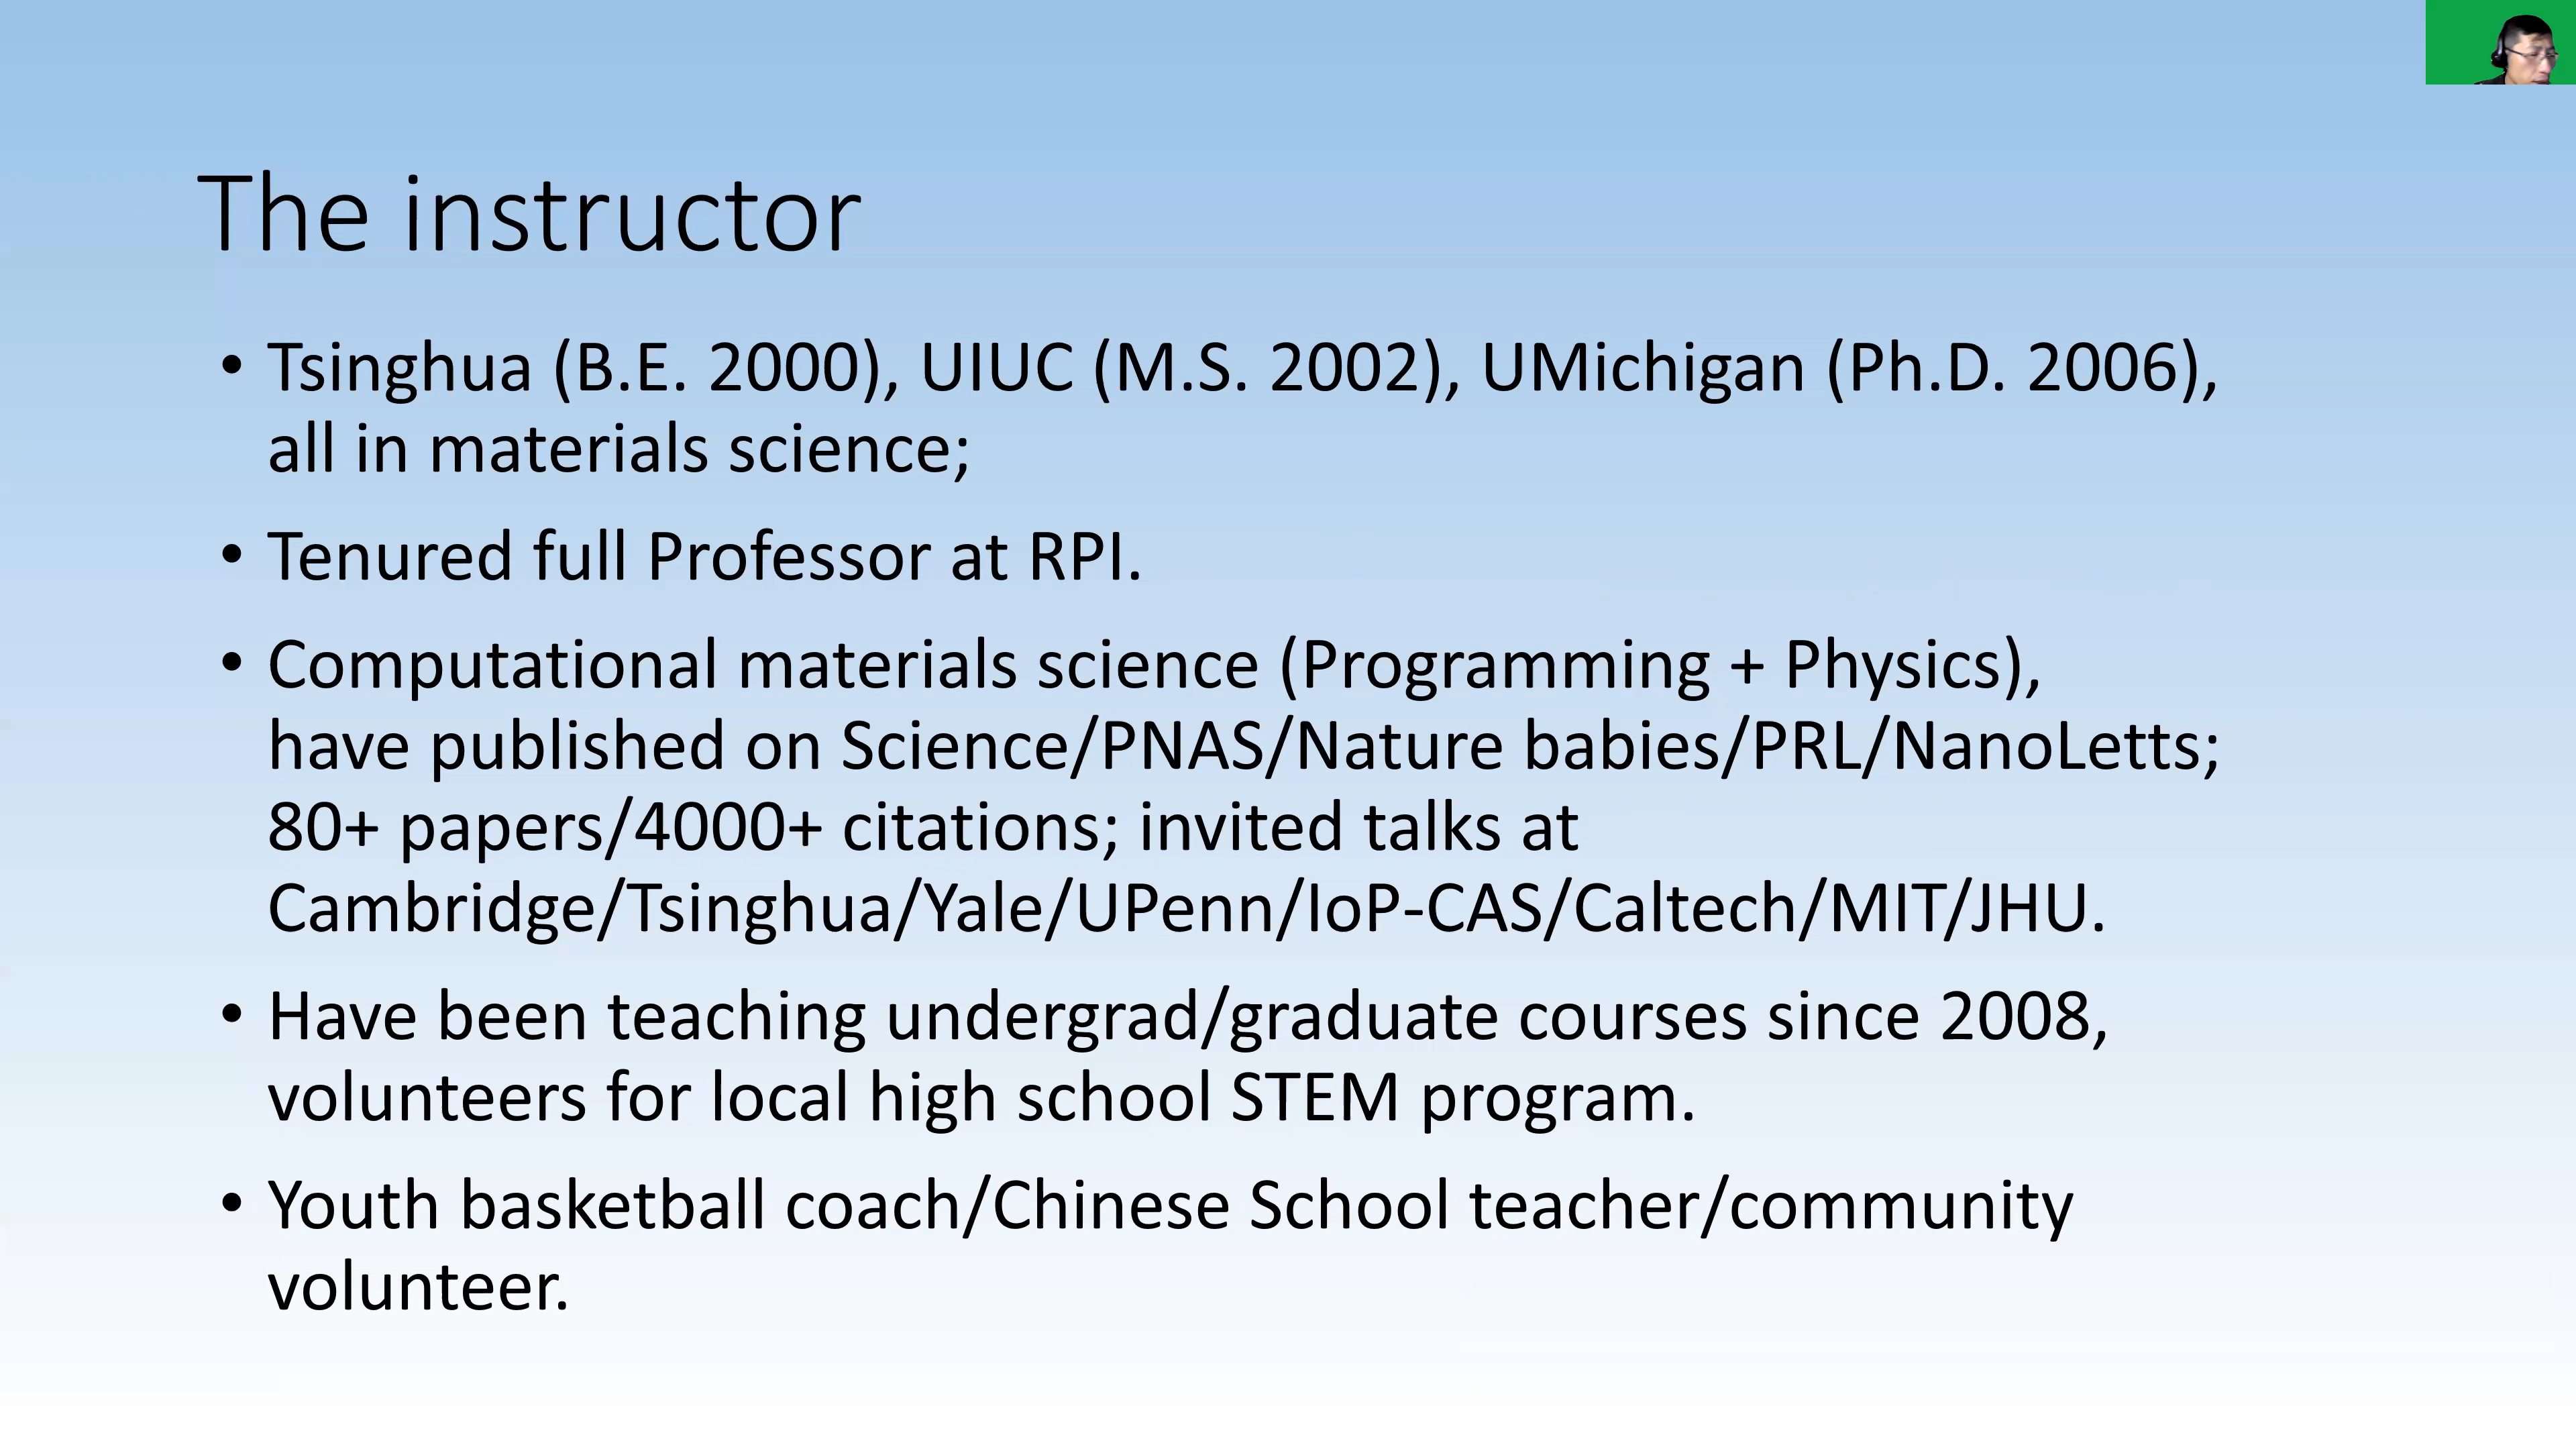 The instructor
• Tsinghua (B.E. 2000), UIUC (M.S. 2002), UMichigan (Ph.D. 2006),
all in materials science;
• Tenured full Professor at RPI.
• Computational materials science (Programming + Physics),
have published on Science/PNAS/Nature babies/PRL/NanoLetts;
80+ papers/4000+ citations; invited talks at
Cambridge/Tsinghua/Yale/UPenn/IoP-CAS/Caltech/MIT/JHU.
• Have been teaching undergrad/graduate courses since 2008,
volunteers for local high school STEM program.
• Youth basketball coach/Chinese School teacher/community
volunteer.